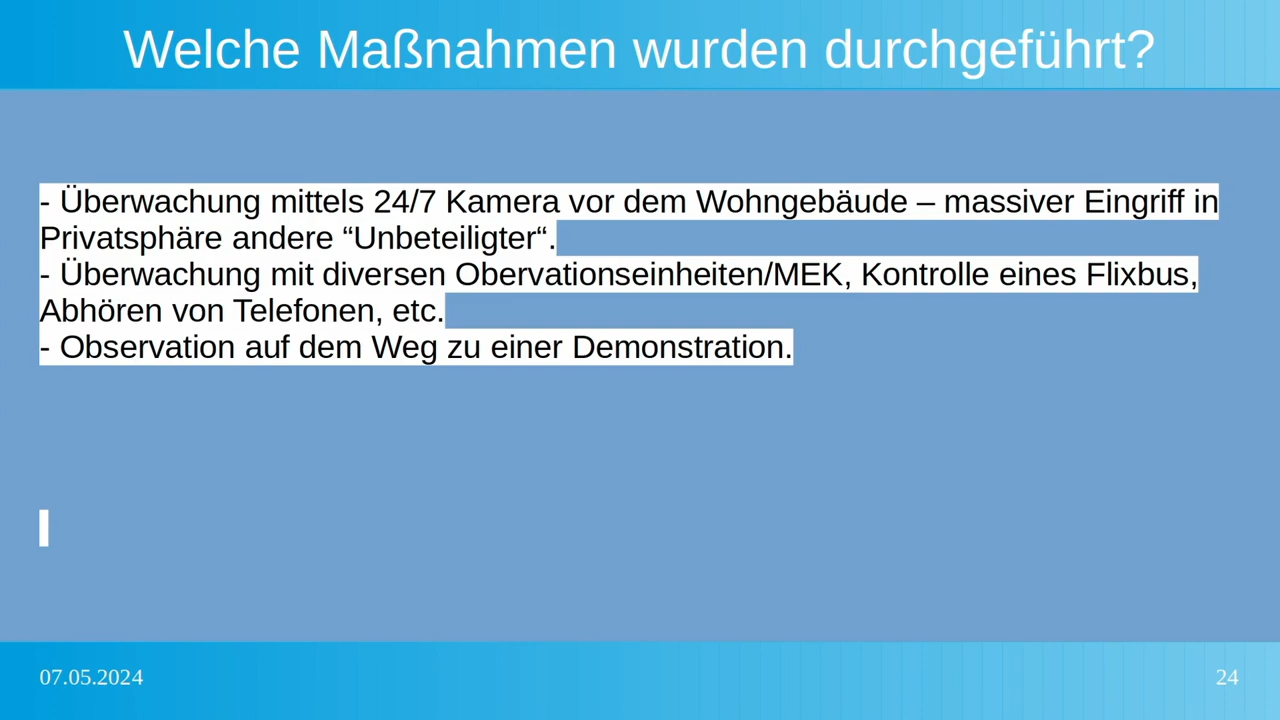 Welche Maßnahmen wurden durchgeführt?
- Überwachung mittels 24/7 Kamera vor dem Wohngebäude – massiver Eingriff in
Privatsphäre andere “Unbeteiligter“.
- Überwachung mit diversen Obervationseinheiten/MEK, Kontrolle eines Flixbus,
Abhören von Telefonen, etc.
- Observation auf dem Weg zu einer Demonstration.
07.05.2024
24